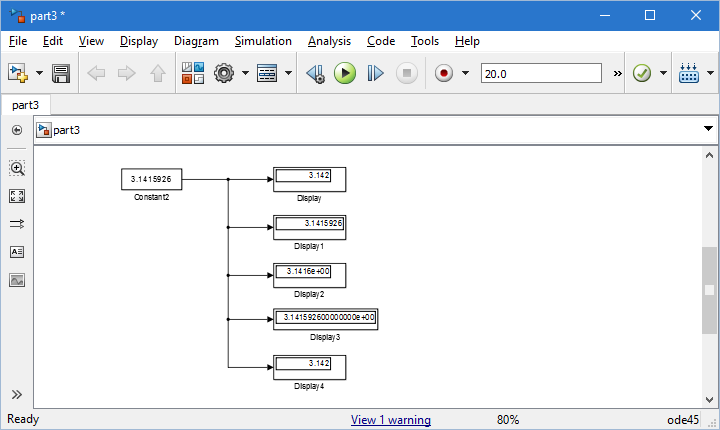 part3 *
File Edit View Display Diagram Simulation Analysis Code Tools Help
20.0 »
part3
part3
3.1415926
Constant2
3.142
Display
3.1415926
Display1
3.1416e+00
Display2
3.141592600000000e+00
Display3
3.142
Display4
Ready View 1 warning 80% ode45